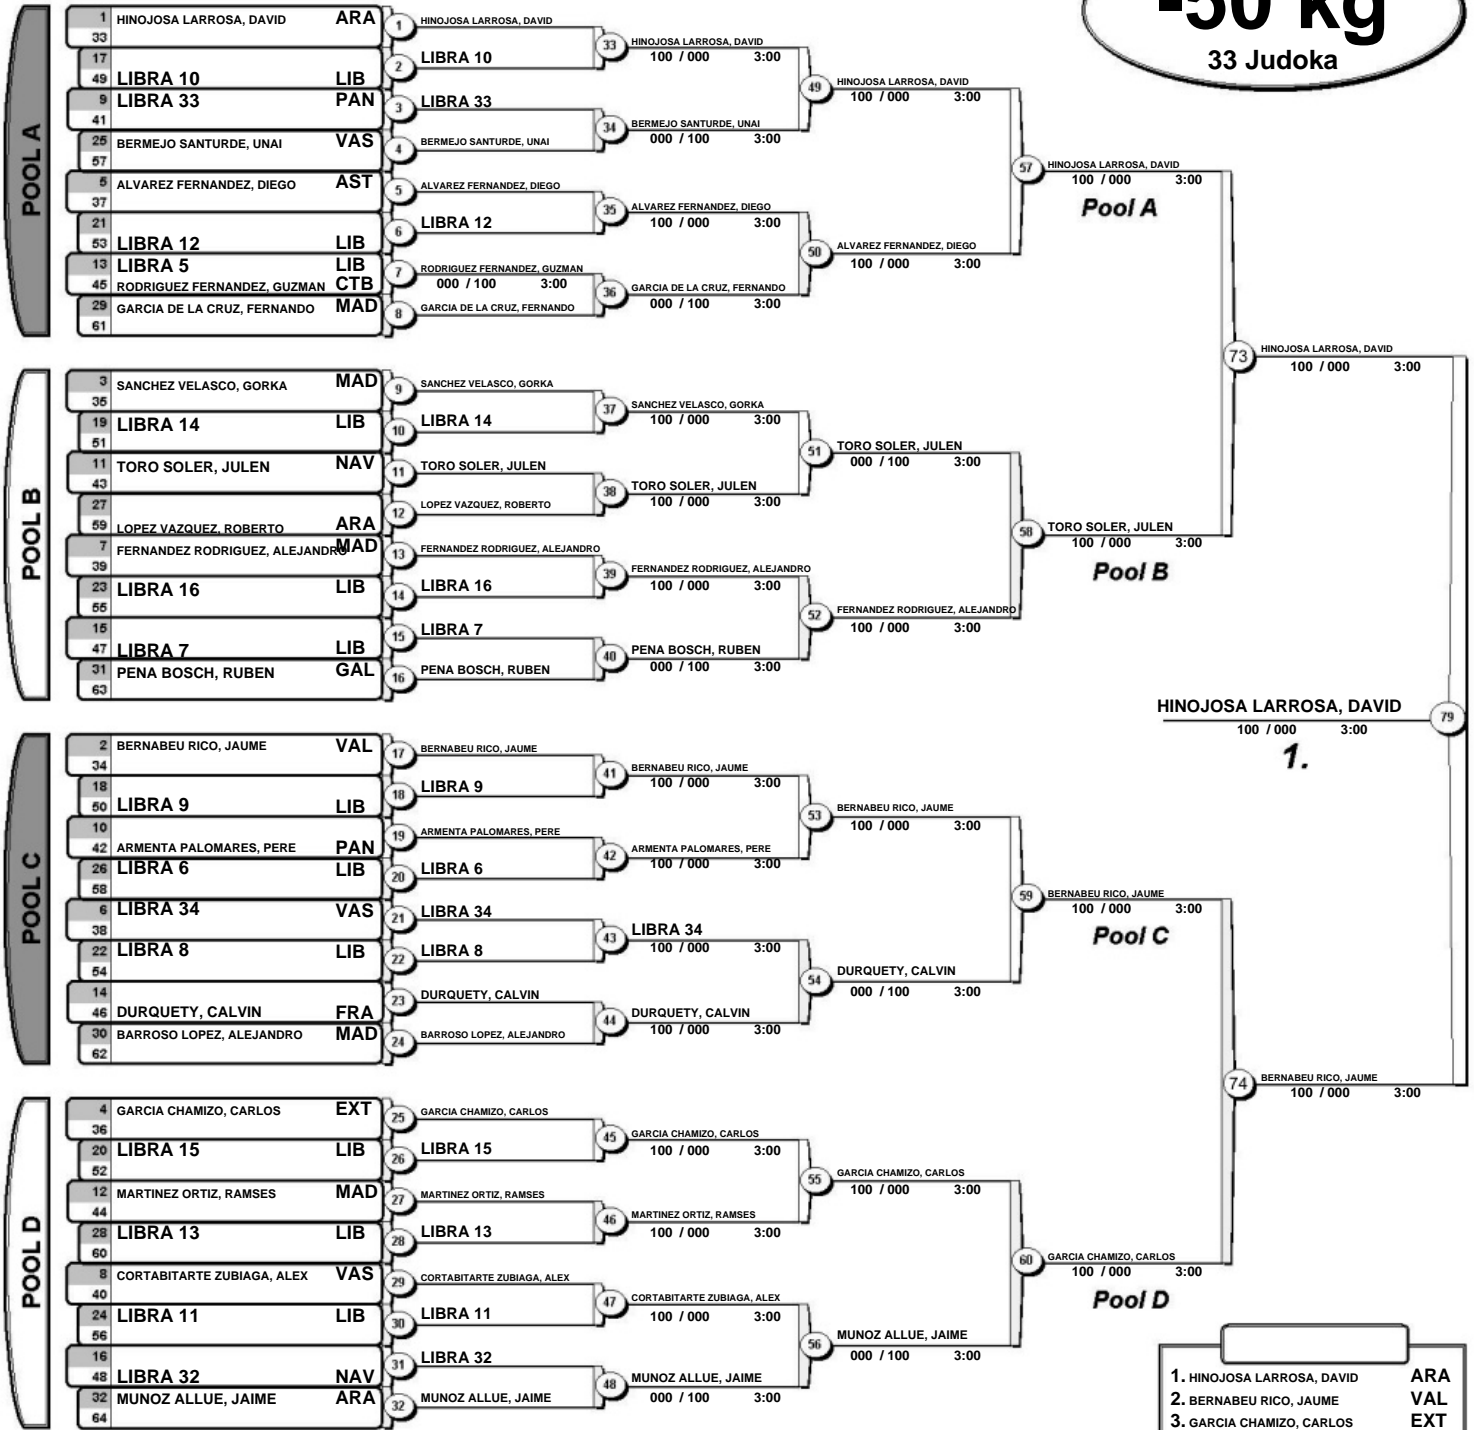 -50 kg
33 Judoka
POOL A
1 HINOJOSA LARROSA, DAVID ARA
33
17
49 LIBRA 10 LIB
9 LIBRA 33 PAN
41
25 BERMEJO SANTURDE, UNAI VAS
57
5 ALVAREZ FERNANDEZ, DIEGO AST
37
21
53 LIBRA 12 LIB
13 LIBRA 5 LIB
45 RODRIGUEZ FERNANDEZ, GUZMAN CTB
29 GARCIA DE LA CRUZ, FERNANDO MAD
61
1 HINOJOSA LARROSA, DAVID
2 LIBRA 10
3 LIBRA 33
4 BERMEJO SANTURDE, UNAI
5 ALVAREZ FERNANDEZ, DIEGO
6 LIBRA 12
7 RODRIGUEZ FERNANDEZ, GUZMAN
000 / 100 3:00
8 GARCIA DE LA CRUZ, FERNANDO
33 HINOJOSA LARROSA, DAVID
100 / 000 3:00
34 BERMEJO SANTURDE, UNAI
000 / 100 3:00
35 ALVAREZ FERNANDEZ, DIEGO
100 / 000 3:00
36 GARCIA DE LA CRUZ, FERNANDO
000 / 100 3:00
49 HINOJOSA LARROSA, DAVID
100 / 000 3:00
50 ALVAREZ FERNANDEZ, DIEGO
100 / 000 3:00
57 HINOJOSA LARROSA, DAVID
100 / 000 3:00
Pool A
POOL B
3 SANCHEZ VELASCO, GORKA MAD
35
19 LIBRA 14 LIB
51
11 TORO SOLER, JULEN NAV
43
27
59 LOPEZ VAZQUEZ, ROBERTO ARA
7 FERNANDEZ RODRIGUEZ, ALEJANDRO MAD
39
23 LIBRA 16 LIB
55
15
47 LIBRA 7 LIB
31 PENA BOSCH, RUBEN GAL
63
9 SANCHEZ VELASCO, GORKA
10 LIBRA 14
11 TORO SOLER, JULEN
12 LOPEZ VAZQUEZ, ROBERTO
13 FERNANDEZ RODRIGUEZ, ALEJANDRO
14 LIBRA 16
15 LIBRA 7
16 PENA BOSCH, RUBEN
37 SANCHEZ VELASCO, GORKA
100 / 000 3:00
38 TORO SOLER, JULEN
100 / 000 3:00
39 FERNANDEZ RODRIGUEZ, ALEJANDRO
100 / 000 3:00
40 PENA BOSCH, RUBEN
000 / 100 3:00
51 TORO SOLER, JULEN
000 / 100 3:00
52 FERNANDEZ RODRIGUEZ, ALEJANDRO
100 / 000 3:00
58 TORO SOLER, JULEN
100 / 000 3:00
Pool B
73 HINOJOSA LARROSA, DAVID
100 / 000 3:00
HINOJOSA LARROSA, DAVID 79
100 / 000 3:00
1.
POOL C
2 BERNABEU RICO, JAUME VAL
34
18
50 LIBRA 9 LIB
10
42 ARMENTA PALOMARES, PERE PAN
26 LIBRA 6 LIB
58
6 LIBRA 34 VAS
38
22 LIBRA 8 LIB
54
14
46 DURQUETY, CALVIN FRA
30 BARROSO LOPEZ, ALEJANDRO MAD
62
17 BERNABEU RICO, JAUME
18 LIBRA 9
19 ARMENTA PALOMARES, PERE
20 LIBRA 6
21 LIBRA 34
22 LIBRA 8
23 DURQUETY, CALVIN
24 BARROSO LOPEZ, ALEJANDRO
41 BERNABEU RICO, JAUME
100 / 000 3:00
42 ARMENTA PALOMARES, PERE
100 / 000 3:00
43 LIBRA 34
100 / 000 3:00
44 DURQUETY, CALVIN
100 / 000 3:00
53 BERNABEU RICO, JAUME
100 / 000 3:00
54 DURQUETY, CALVIN
000 / 100 3:00
59 BERNABEU RICO, JAUME
100 / 000 3:00
Pool C
POOL D
4 GARCIA CHAMIZO, CARLOS EXT
36
20 LIBRA 15 LIB
52
12 MARTINEZ ORTIZ, RAMSES MAD
44
28 LIBRA 13 LIB
60
8 CORTABITARTE ZUBIAGA, ALEX VAS
40
24 LIBRA 11 LIB
56
16
48 LIBRA 32 NAV
32 MUNOZ ALLUE, JAIME ARA
64
25 GARCIA CHAMIZO, CARLOS
26 LIBRA 15
27 MARTINEZ ORTIZ, RAMSES
28 LIBRA 13
29 CORTABITARTE ZUBIAGA, ALEX
30 LIBRA 11
31 LIBRA 32
32 MUNOZ ALLUE, JAIME
45 GARCIA CHAMIZO, CARLOS
100 / 000 3:00
46 MARTINEZ ORTIZ, RAMSES
100 / 000 3:00
47 CORTABITARTE ZUBIAGA, ALEX
100 / 000 3:00
48 MUNOZ ALLUE, JAIME
000 / 100 3:00
55 GARCIA CHAMIZO, CARLOS
100 / 000 3:00
56 MUNOZ ALLUE, JAIME
000 / 100 3:00
60 GARCIA CHAMIZO, CARLOS
100 / 000 3:00
Pool D
74 BERNABEU RICO, JAUME
100 / 000 3:00
1. HINOJOSA LARROSA, DAVID ARA
2. BERNABEU RICO, JAUME VAL
3. GARCIA CHAMIZO, CARLOS EXT